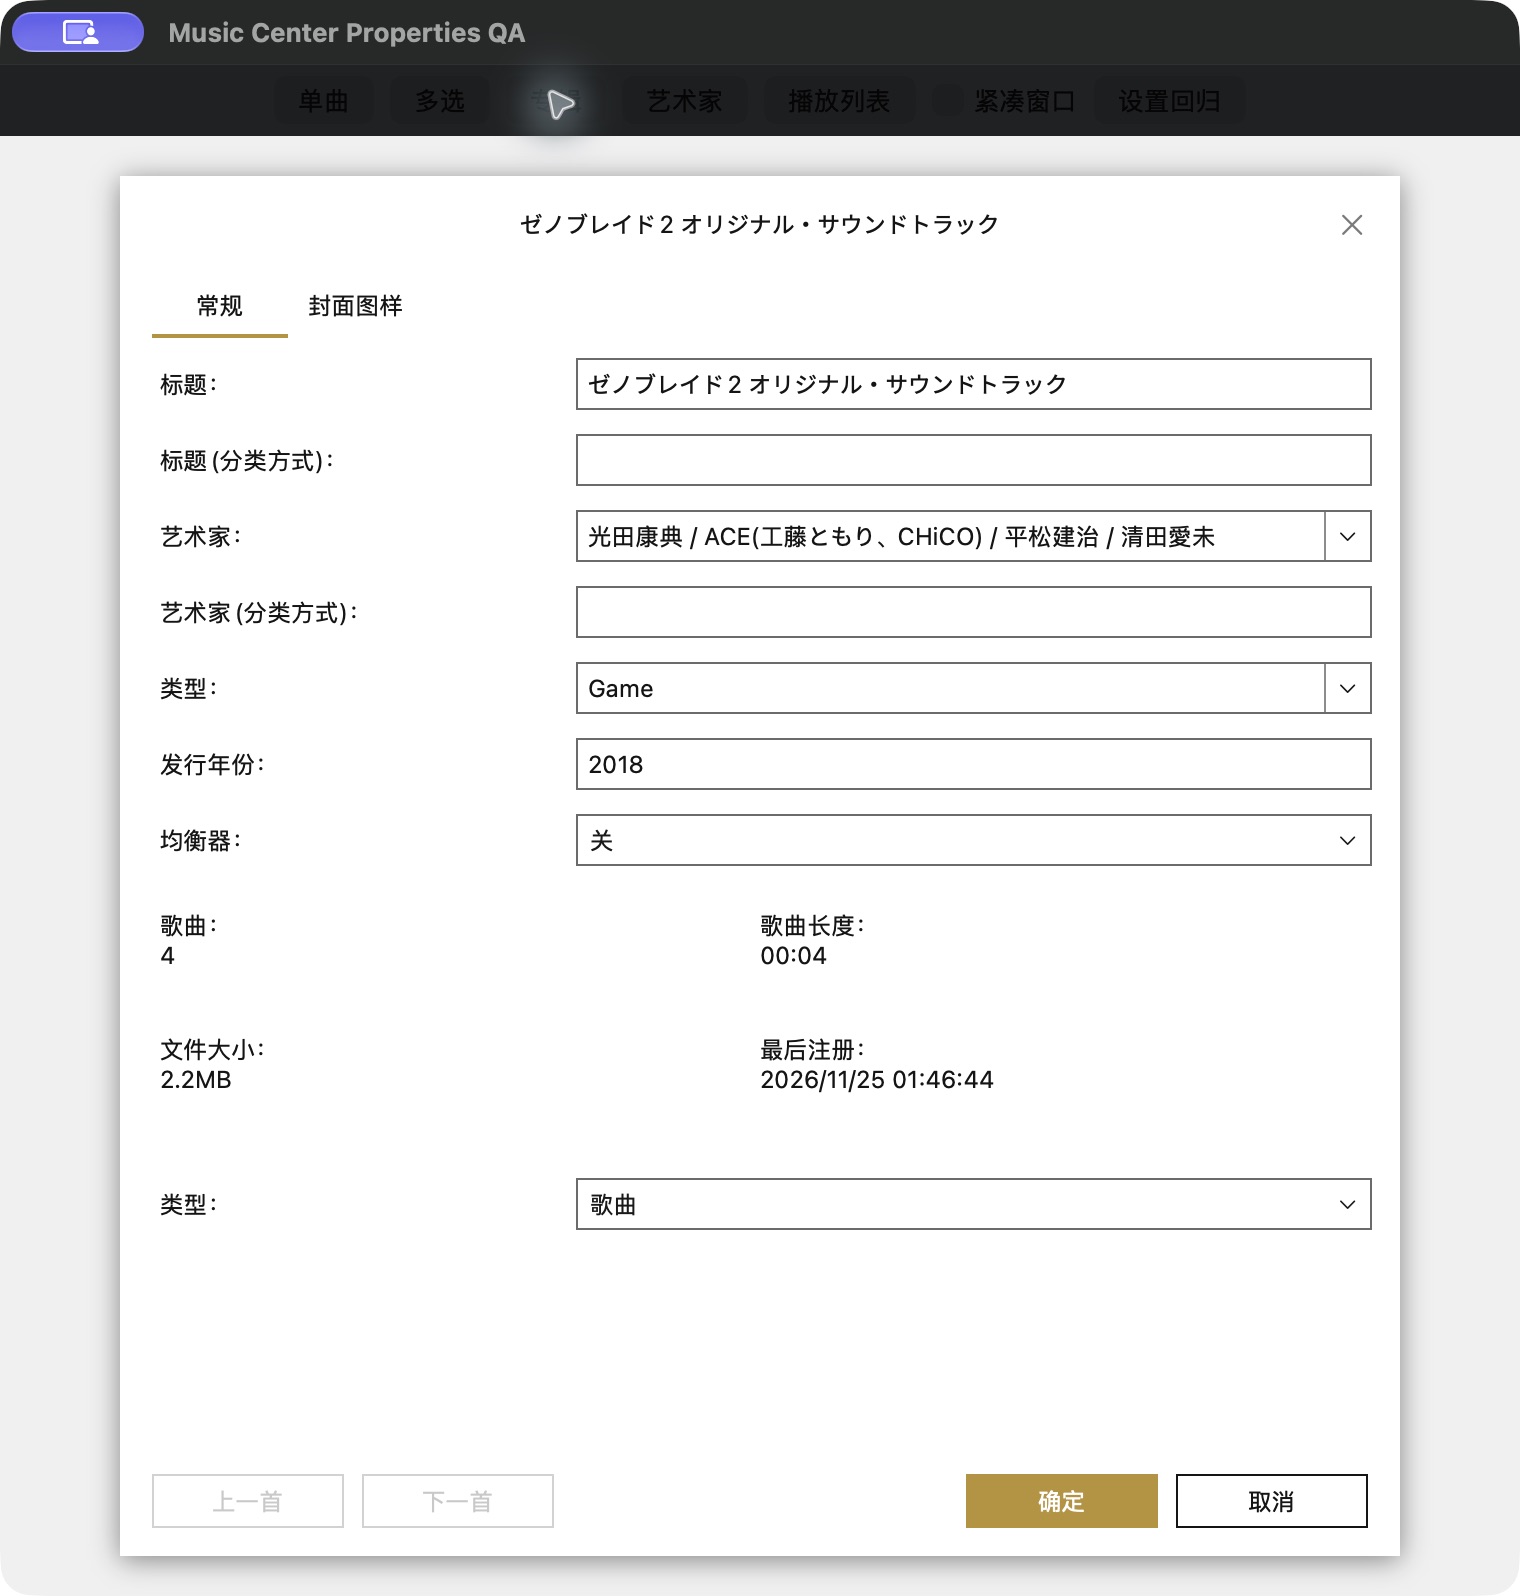 Music Center Properties QA
单曲 多选 专辑 艺术家 播放列表 紧凑窗口 设置回归
ゼノブレイド2 オリジナル・サウンドトラック
常规 封面图样
标题: ゼノブレイド2 オリジナル・サウンドトラック
标题(分类方式):
艺术家: 光田康典 / ACE(工藤ともり、CHiCO) / 平松建治 / 清田愛未
艺术家(分类方式):
类型: Game
发行年份: 2018
均衡器: 关
歌曲: 歌曲长度:
4 00:04
文件大小: 最后注册:
2.2MB 2026/11/25 01:46:44
类型: 歌曲
上一首 下一首 确定 取消